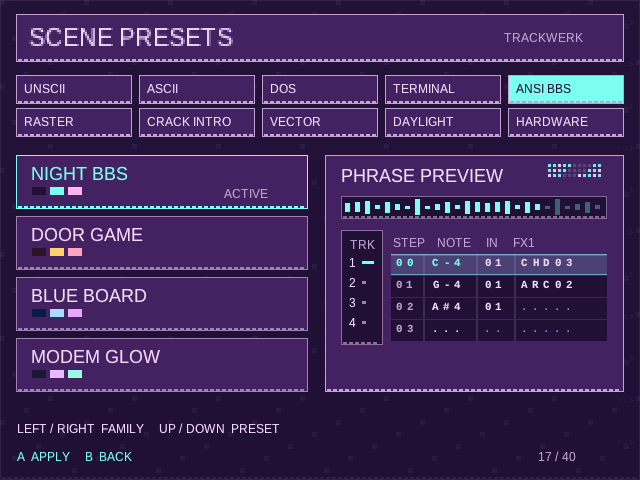 SCENE PRESETS TRACKWERK
UNSCII ASCII DOS TERMINAL ANSI BBS
RASTER CRACK INTRO VECTOR DAYLIGHT HARDWARE
NIGHT BBS
ACTIVE
DOOR GAME
BLUE BOARD
MODEM GLOW
PHRASE PREVIEW
TRK STEP NOTE IN FX1
1 00 C-4 01 CHD03
2 01 G-4 01 ARC02
3 02 A#4 01 .....
4 03 ... .. .....
LEFT / RIGHT FAMILY UP / DOWN PRESET
A APPLY B BACK 17 / 40